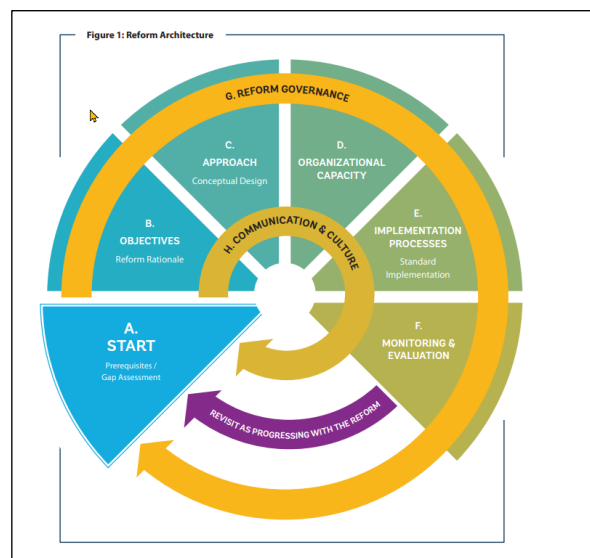 Figure 1: Reform Architecture
G. REFORM GOVERNANCE
C.
APPROACH
Conceptual Design
D.
ORGANIZATIONAL
CAPACITY
B.
OBJECTIVES
Reform Rationale
H. COMMUNICATION & CULTURE
E.
IMPLEMENTATION
PROCESSES
Standard
Implementation
A.
START
Prerequisites /
Gap Assessment
F.
MONITORING &
EVALUATION
REVISIT AS PROGRESSING WITH THE REFORM